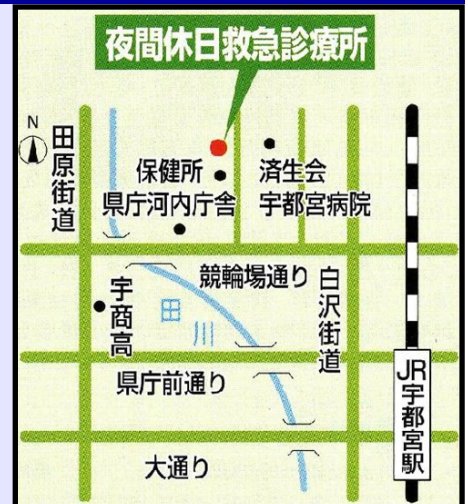 夜間休日救急診療所
N
田原街道
保健所
済生会
宇都宮病院
県庁河内庁舎
競輪場通り
白沢街道
宇商高
田川
県庁前通り
JR宇都宮駅
大通り